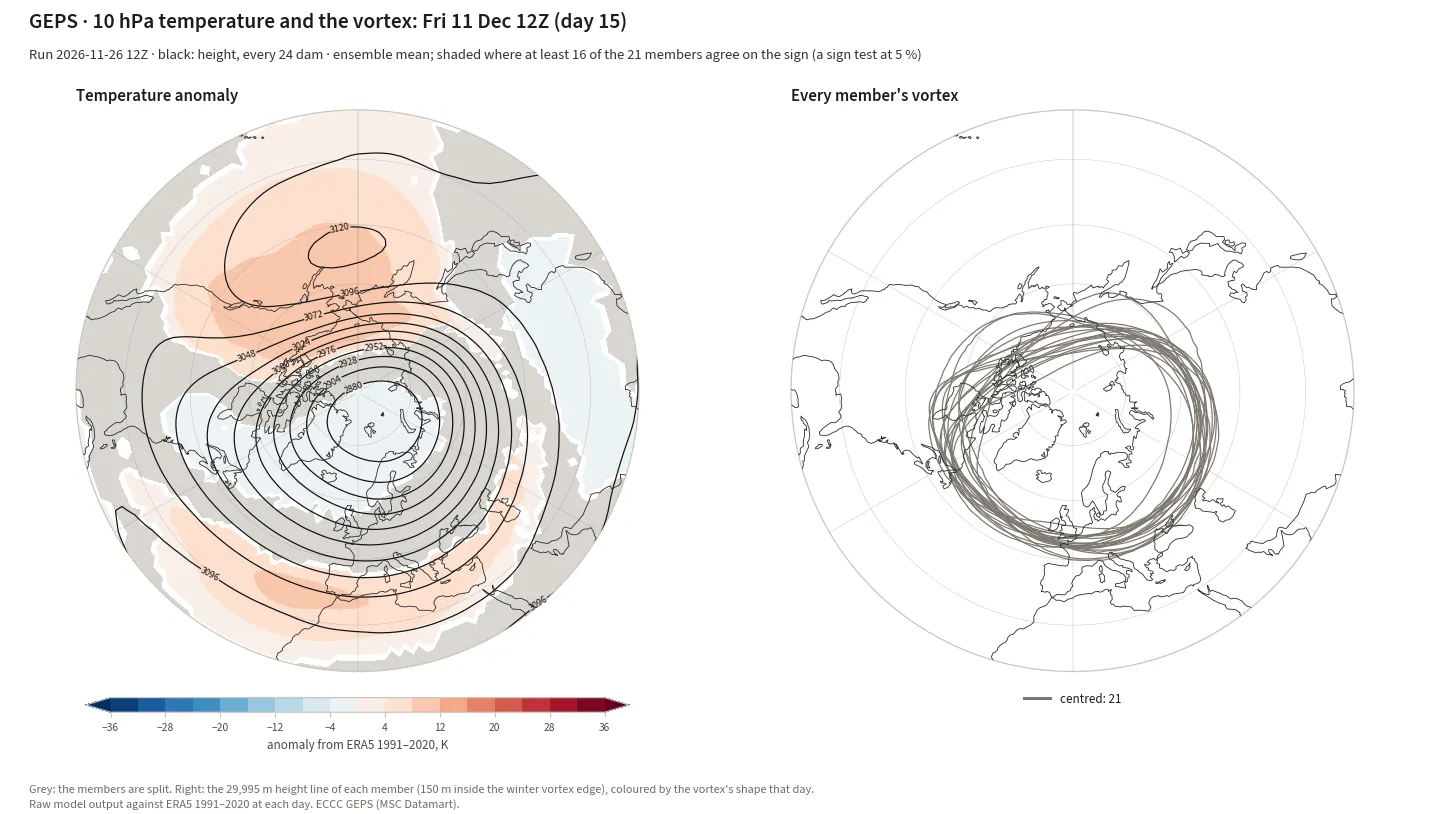 GEPS · 10 hPa temperature and the vortex: Fri 11 Dec 12Z (day 15)
Run 2026-11-26 12Z · black: height, every 24 dam · ensemble mean; shaded where at least 16 of the 21 members agree on the sign (a sign test at 5 %)
Temperature anomaly
Every member's vortex
3120
3096
3072
3048
3024
2976
2952
2928
2904
2880
3096
3096
centred: 21
−36 −28 −20 −12 −4 4 12 20 28 36
anomaly from ERA5 1991–2020, K
Grey: the members are split. Right: the 29,995 m height line of each member (150 m inside the winter vortex edge), coloured by the vortex's shape that day.
Raw model output against ERA5 1991–2020 at each day. ECCC GEPS (MSC Datamart).